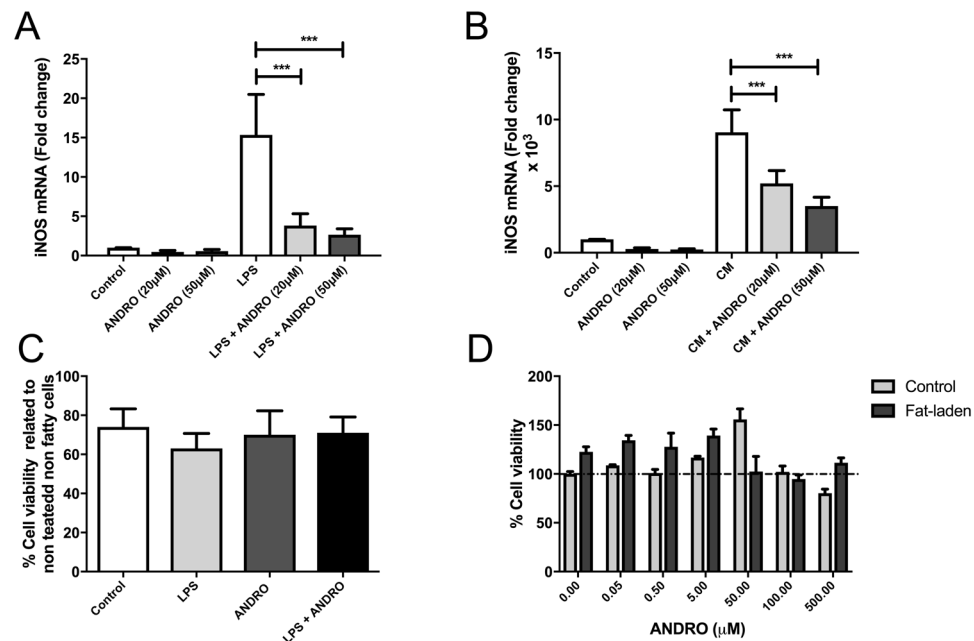 A
iNOS mRNA (Fold change)
25
20
15
10
5
0
***
***
Control
ANDRO (20µM)
ANDRO (50µM)
LPS
LPS + ANDRO (20µM)
LPS + ANDRO (50µM)
B
iNOS mRNA (Fold change)
x 10³
15
10
5
0
***
***
Control
ANDRO (20µM)
ANDRO (50µM)
CM
CM + ANDRO (20µM)
CM + ANDRO (50µM)
C
% Cell viability related to
non teatedd non fatty cells
100
80
60
40
20
0
Control
LPS
ANDRO
LPS + ANDRO
D
% Cell viability
200
150
100
50
0
0.00
0.05
0.50
5.00
50.00
100.00
500.00
ANDRO (µM)
Control
Fat-laden